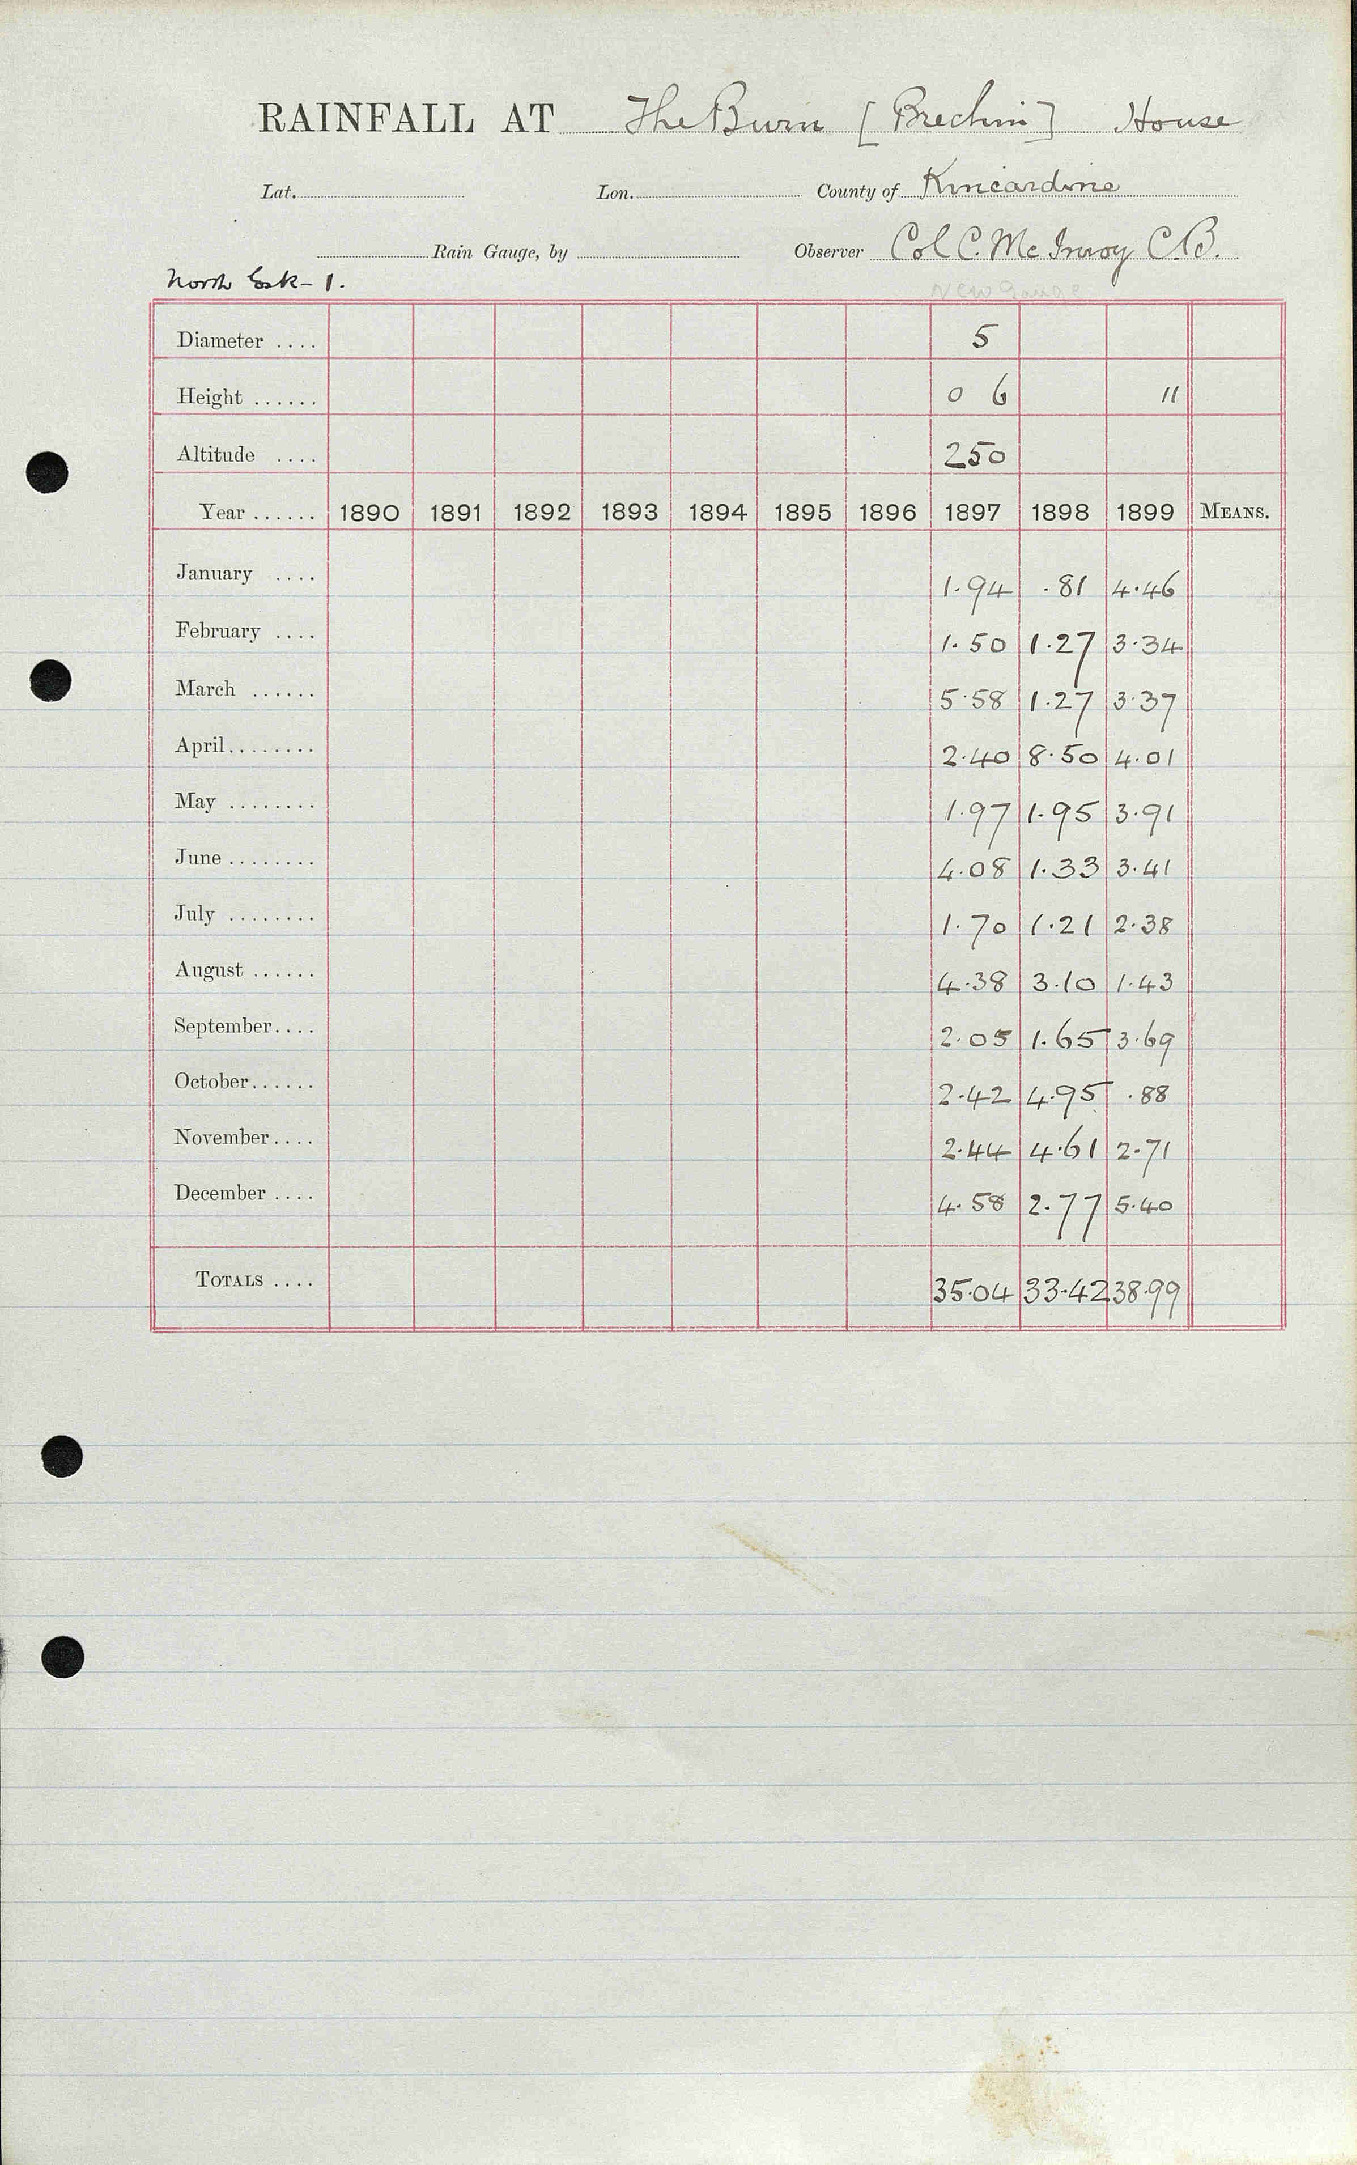 RAINFALL AT The Burn [Brechin] House
Lat. Lon. County of Kincardine
Rain Gauge, by Observer Col C. McInroy C.B.
North Esk - 1.
New Gauge
Diameter .... 5
Height ...... 0 6 "
Altitude .... 250
Year ...... 1890 1891 1892 1893 1894 1895 1896 1897 1898 1899 MEANS.
January .... 1.94 .81 4.46
February .... 1.50 1.27 3.34
March ...... 5.58 1.27 3.37
April........ 2.40 8.50 4.01
May ........ 1.97 1.95 3.91
June ........ 4.08 1.33 3.41
July ........ 1.70 1.21 2.38
August ...... 4.38 3.10 1.43
September.... 2.05 1.65 3.69
October...... 2.42 4.95 .88
November.... 2.44 4.61 2.71
December .... 4.58 2.77 5.40
TOTALS .... 35.04 33.42 38.99